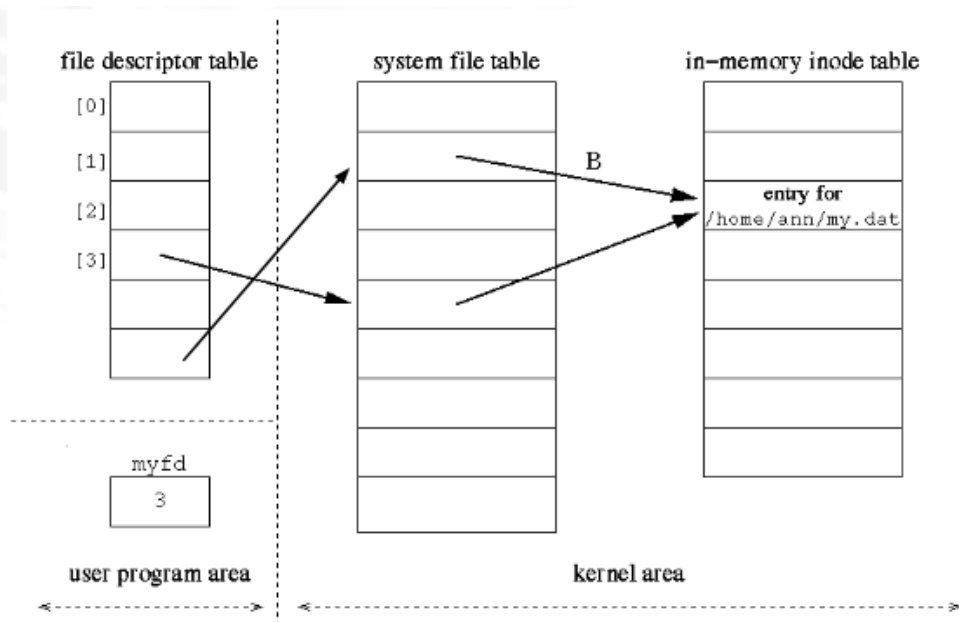 file descriptor table
system file table
in-memory inode table
[0]
[1]
[2]
[3]
B
entry for
/home/ann/my.dat
myfd
3
user program area
kernel area